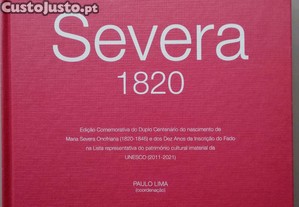 CustoJusto.pt
Severa
1820
Edição Comemorativa do Duplo Centenário do nascimento de
Maria Severa Onofriana (1820-1846) e dos Dez Anos da Inscrição do Fado
na Lista representativa do património cultural imaterial da
UNESCO (2011-2021)
PAULO LIMA
(coordenação)